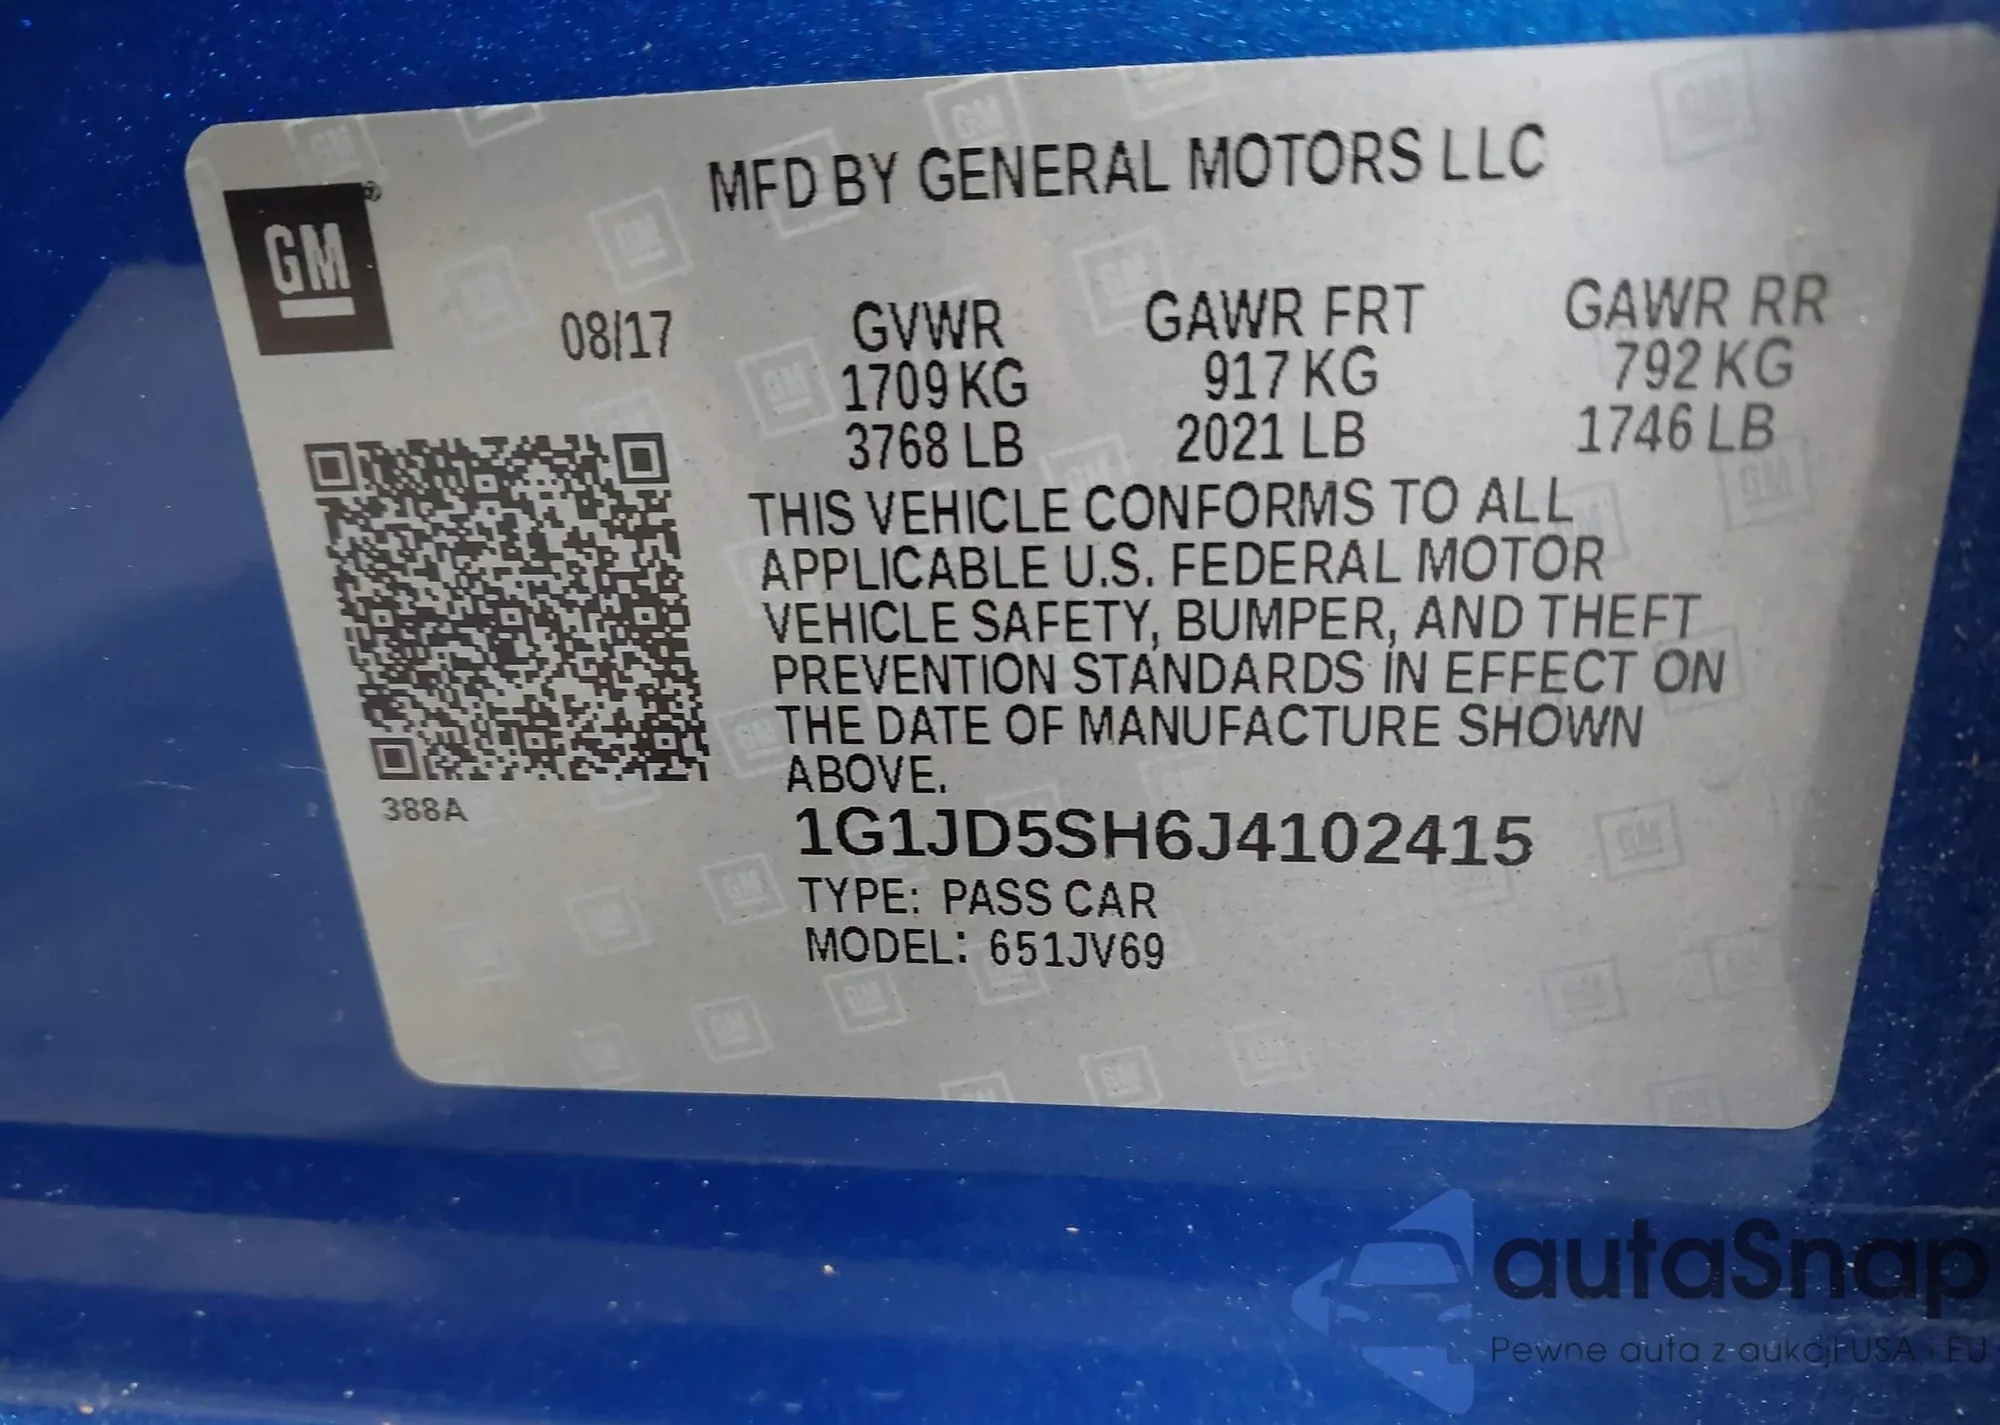 MFD BY GENERAL MOTORS LLC
GM®
08/17
GVWR GAWR FRT GAWR RR
1709 KG 917 KG 792 KG
3768 LB 2021 LB 1746 LB
THIS VEHICLE CONFORMS TO ALL
APPLICABLE U.S. FEDERAL MOTOR
VEHICLE SAFETY, BUMPER, AND THEFT
PREVENTION STANDARDS IN EFFECT ON
THE DATE OF MANUFACTURE SHOWN
ABOVE.
388A
1G1JD5SH6J4102415
TYPE: PASS CAR
MODEL: 651JV69
autaSnap
Pewne auta z aukcji USA i EU